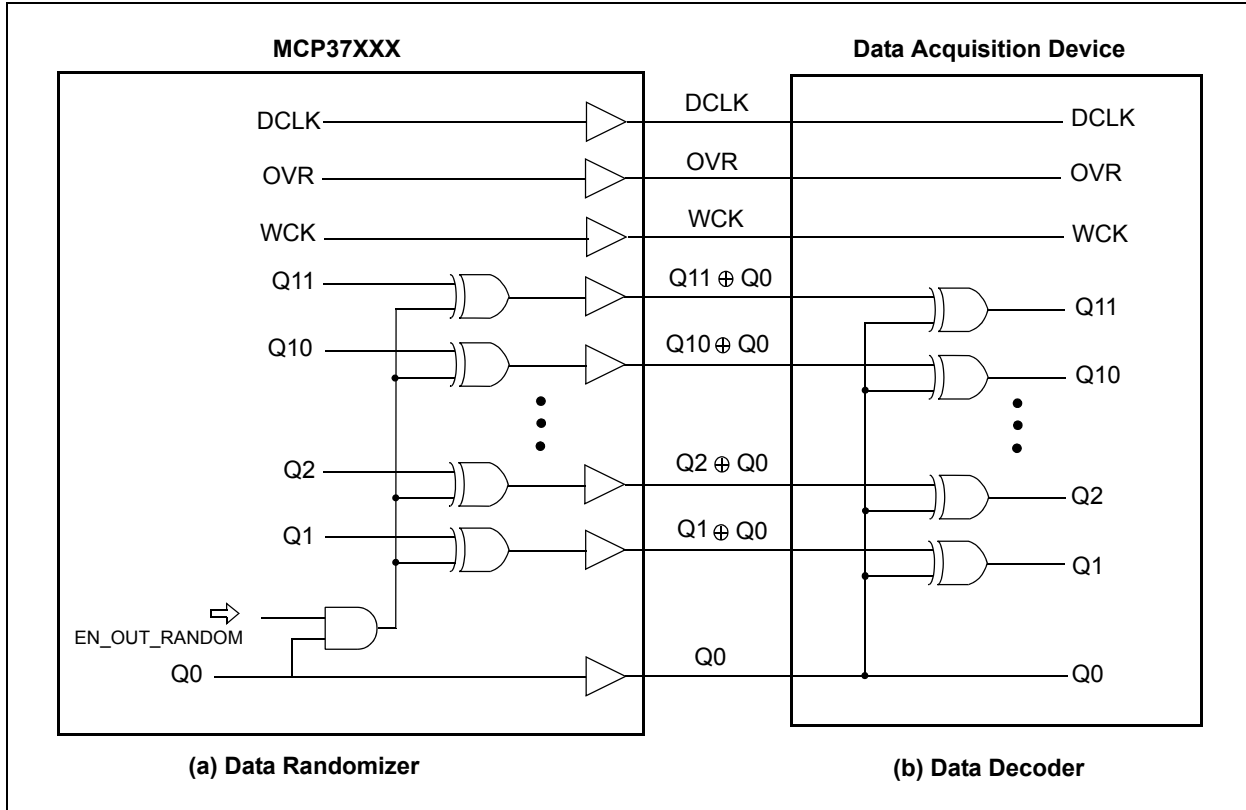 MCP37XXX
Data Acquisition Device
DCLK
DCLK
DCLK
OVR
OVR
OVR
WCK
WCK
WCK
Q11
Q11 ⊕ Q0
Q11
Q10
Q10 ⊕ Q0
Q10
Q2
Q2 ⊕ Q0
Q2
Q1
Q1 ⊕ Q0
Q1
EN_OUT_RANDOM
Q0
Q0
Q0
(a) Data Randomizer
(b) Data Decoder